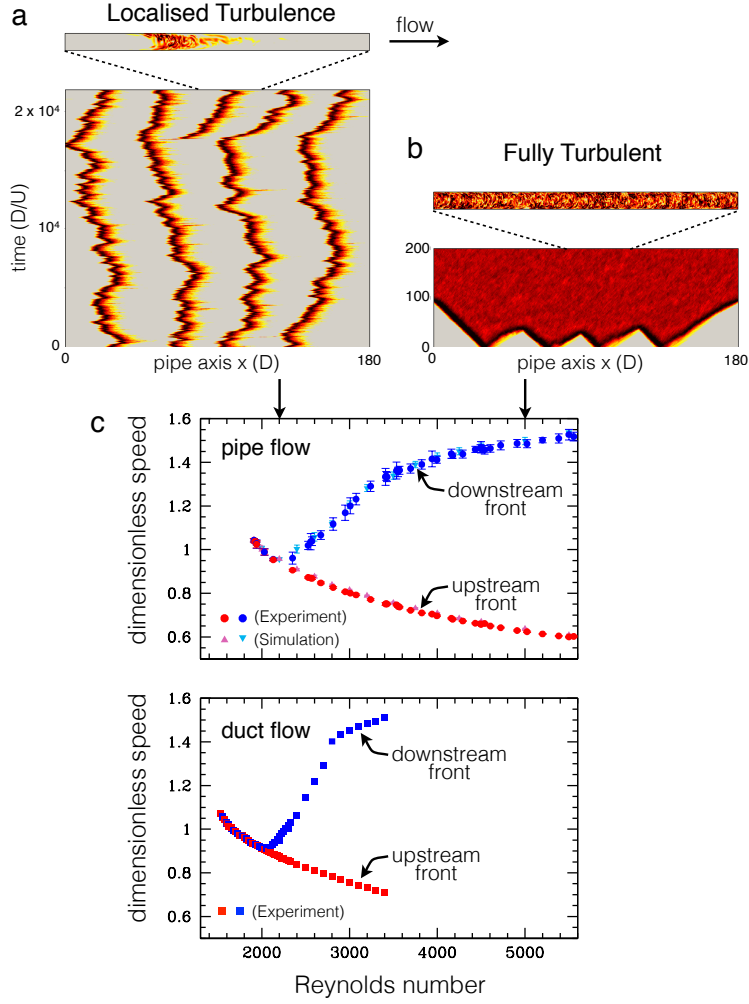 a
Localised Turbulence
flow
2 x 10⁴
10⁴
0
time (D/U)
0
pipe axis x (D)
180
b
Fully Turbulent
200
100
0
0
pipe axis x (D)
180
c
1.6
1.4
1.2
1
0.8
0.6
dimensionless speed
pipe flow
downstream
front
upstream
front
(Experiment)
(Simulation)
1.6
1.4
1.2
1
0.8
0.6
dimensionless speed
duct flow
downstream
front
upstream
front
(Experiment)
2000
3000
4000
5000
Reynolds number